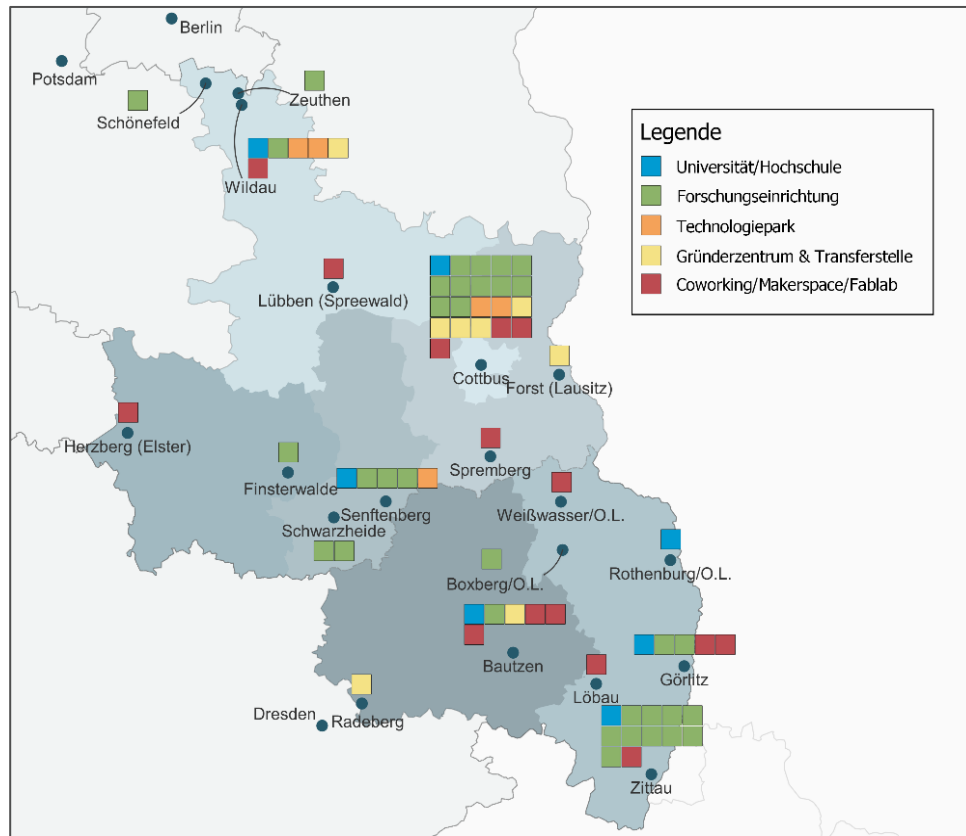 Berlin
Potsdam
Zeuthen
Schönefeld
Wildau
Legende
Universität/Hochschule
Forschungseinrichtung
Technologiepark
Gründerzentrum & Transferstelle
Coworking/Makerspace/Fablab
Lübben (Spreewald)
Cottbus
Forst (Lausitz)
Herzberg (Elster)
Finsterwalde
Spremberg
Senftenberg
Weißwasser/O.L.
Schwarzheide
Boxberg/O.L.
Rothenburg/O.L.
Bautzen
Görlitz
Löbau
Dresden
Radeberg
Zittau